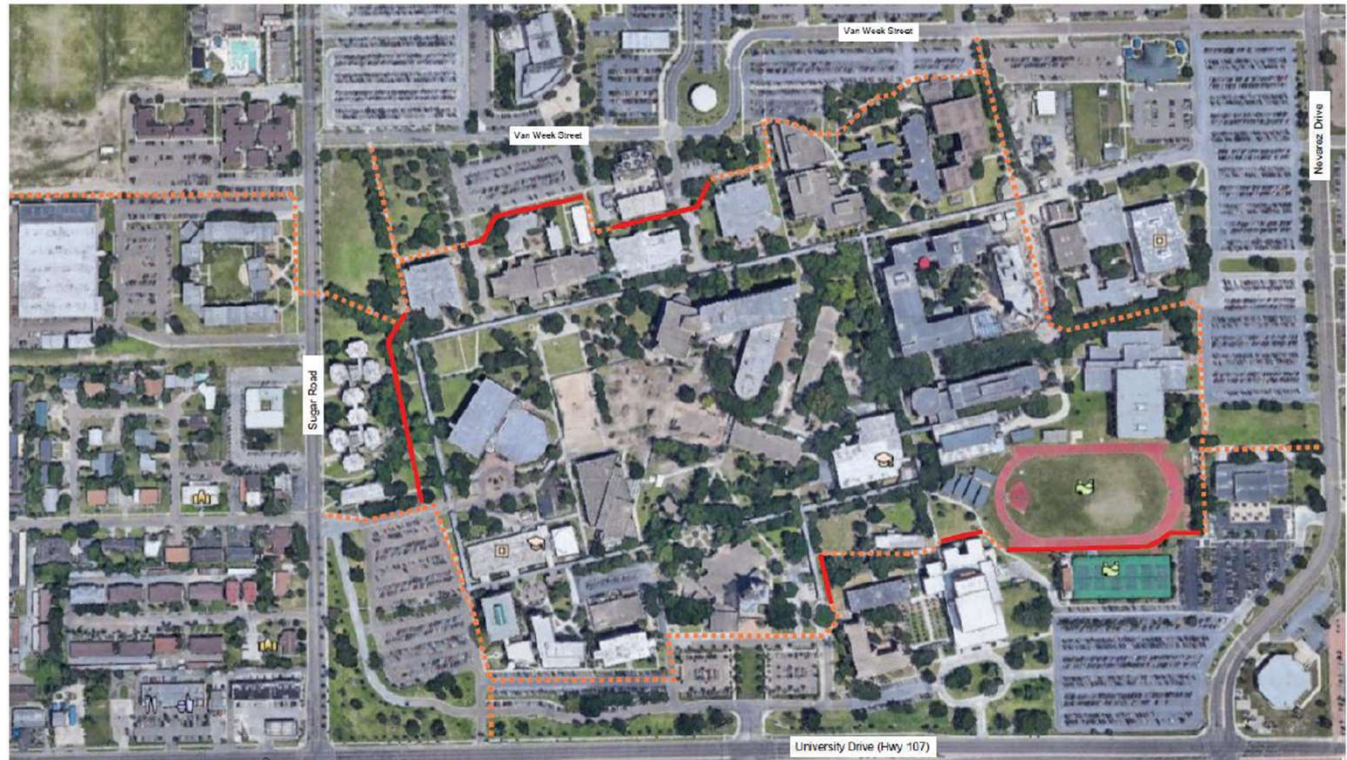 Van Week Street
Van Week Street
Nevarez Drive
Sugar Road
University Drive (Hwy 107)